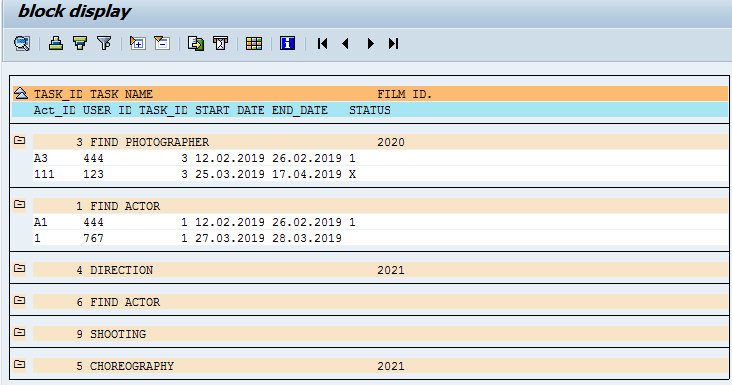 block display
TASK_ID TASK NAME FILM ID.
Act_ID USER ID TASK_ID START DATE END_DATE STATUS
3 FIND PHOTOGRAPHER 2020
A3 444 3 12.02.2019 26.02.2019 1
111 123 3 25.03.2019 17.04.2019 X
1 FIND ACTOR
A1 444 1 12.02.2019 26.02.2019 1
1 767 1 27.03.2019 28.03.2019
4 DIRECTION 2021
6 FIND ACTOR
9 SHOOTING
5 CHOREOGRAPHY 2021